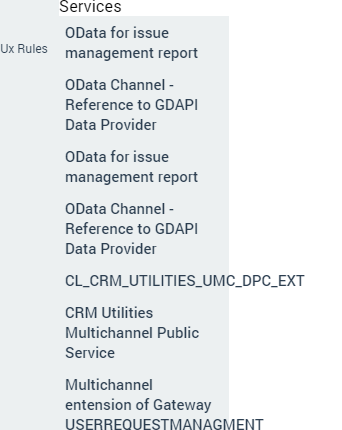 Services
Ux Rules
OData for issue
management report
OData Channel -
Reference to GDAPI
Data Provider
OData for issue
management report
OData Channel -
Reference to GDAPI
Data Provider
CL_CRM_UTILITIES_UMC_DPC_EXT
CRM Utilities
Multichannel Public
Service
Multichannel
entension of Gateway
USERREQUESTMANAGMENT